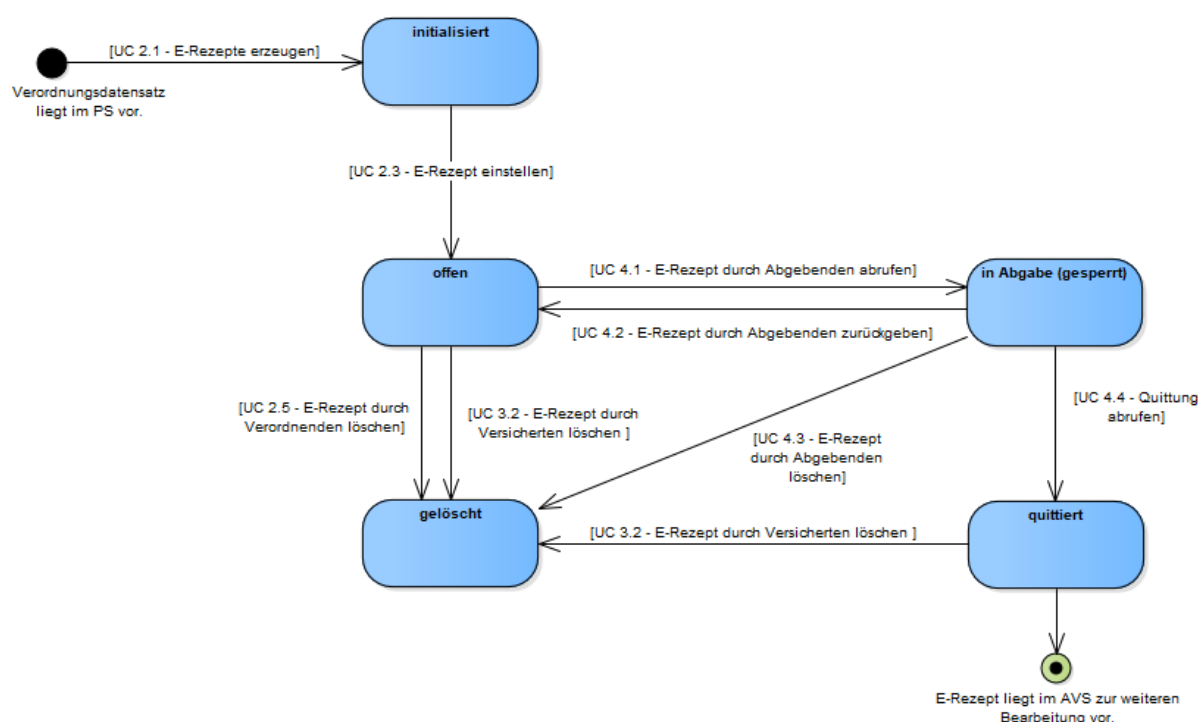 initialisiert
[UC 2.1 - E-Rezepte erzeugen]
Verordnungsdatensatz
liegt im PS vor.
[UC 2.3 - E-Rezept einstellen]
offen
[UC 4.1 - E-Rezept durch Abgebenden abrufen]
in Abgabe (gesperrt)
[UC 4.2 - E-Rezept durch Abgebenden zurückgeben]
[UC 2.5 - E-Rezept durch
Verordnenden löschen]
[UC 3.2 - E-Rezept durch
Versicherten löschen ]
[UC 4.3 - E-Rezept
durch Abgebenden
löschen]
[UC 4.4 - Quittung
abrufen]
gelöscht
[UC 3.2 - E-Rezept durch Versicherten löschen ]
quittiert
E-Rezept liegt im AVS zur weiteren
Bearbeitung vor.